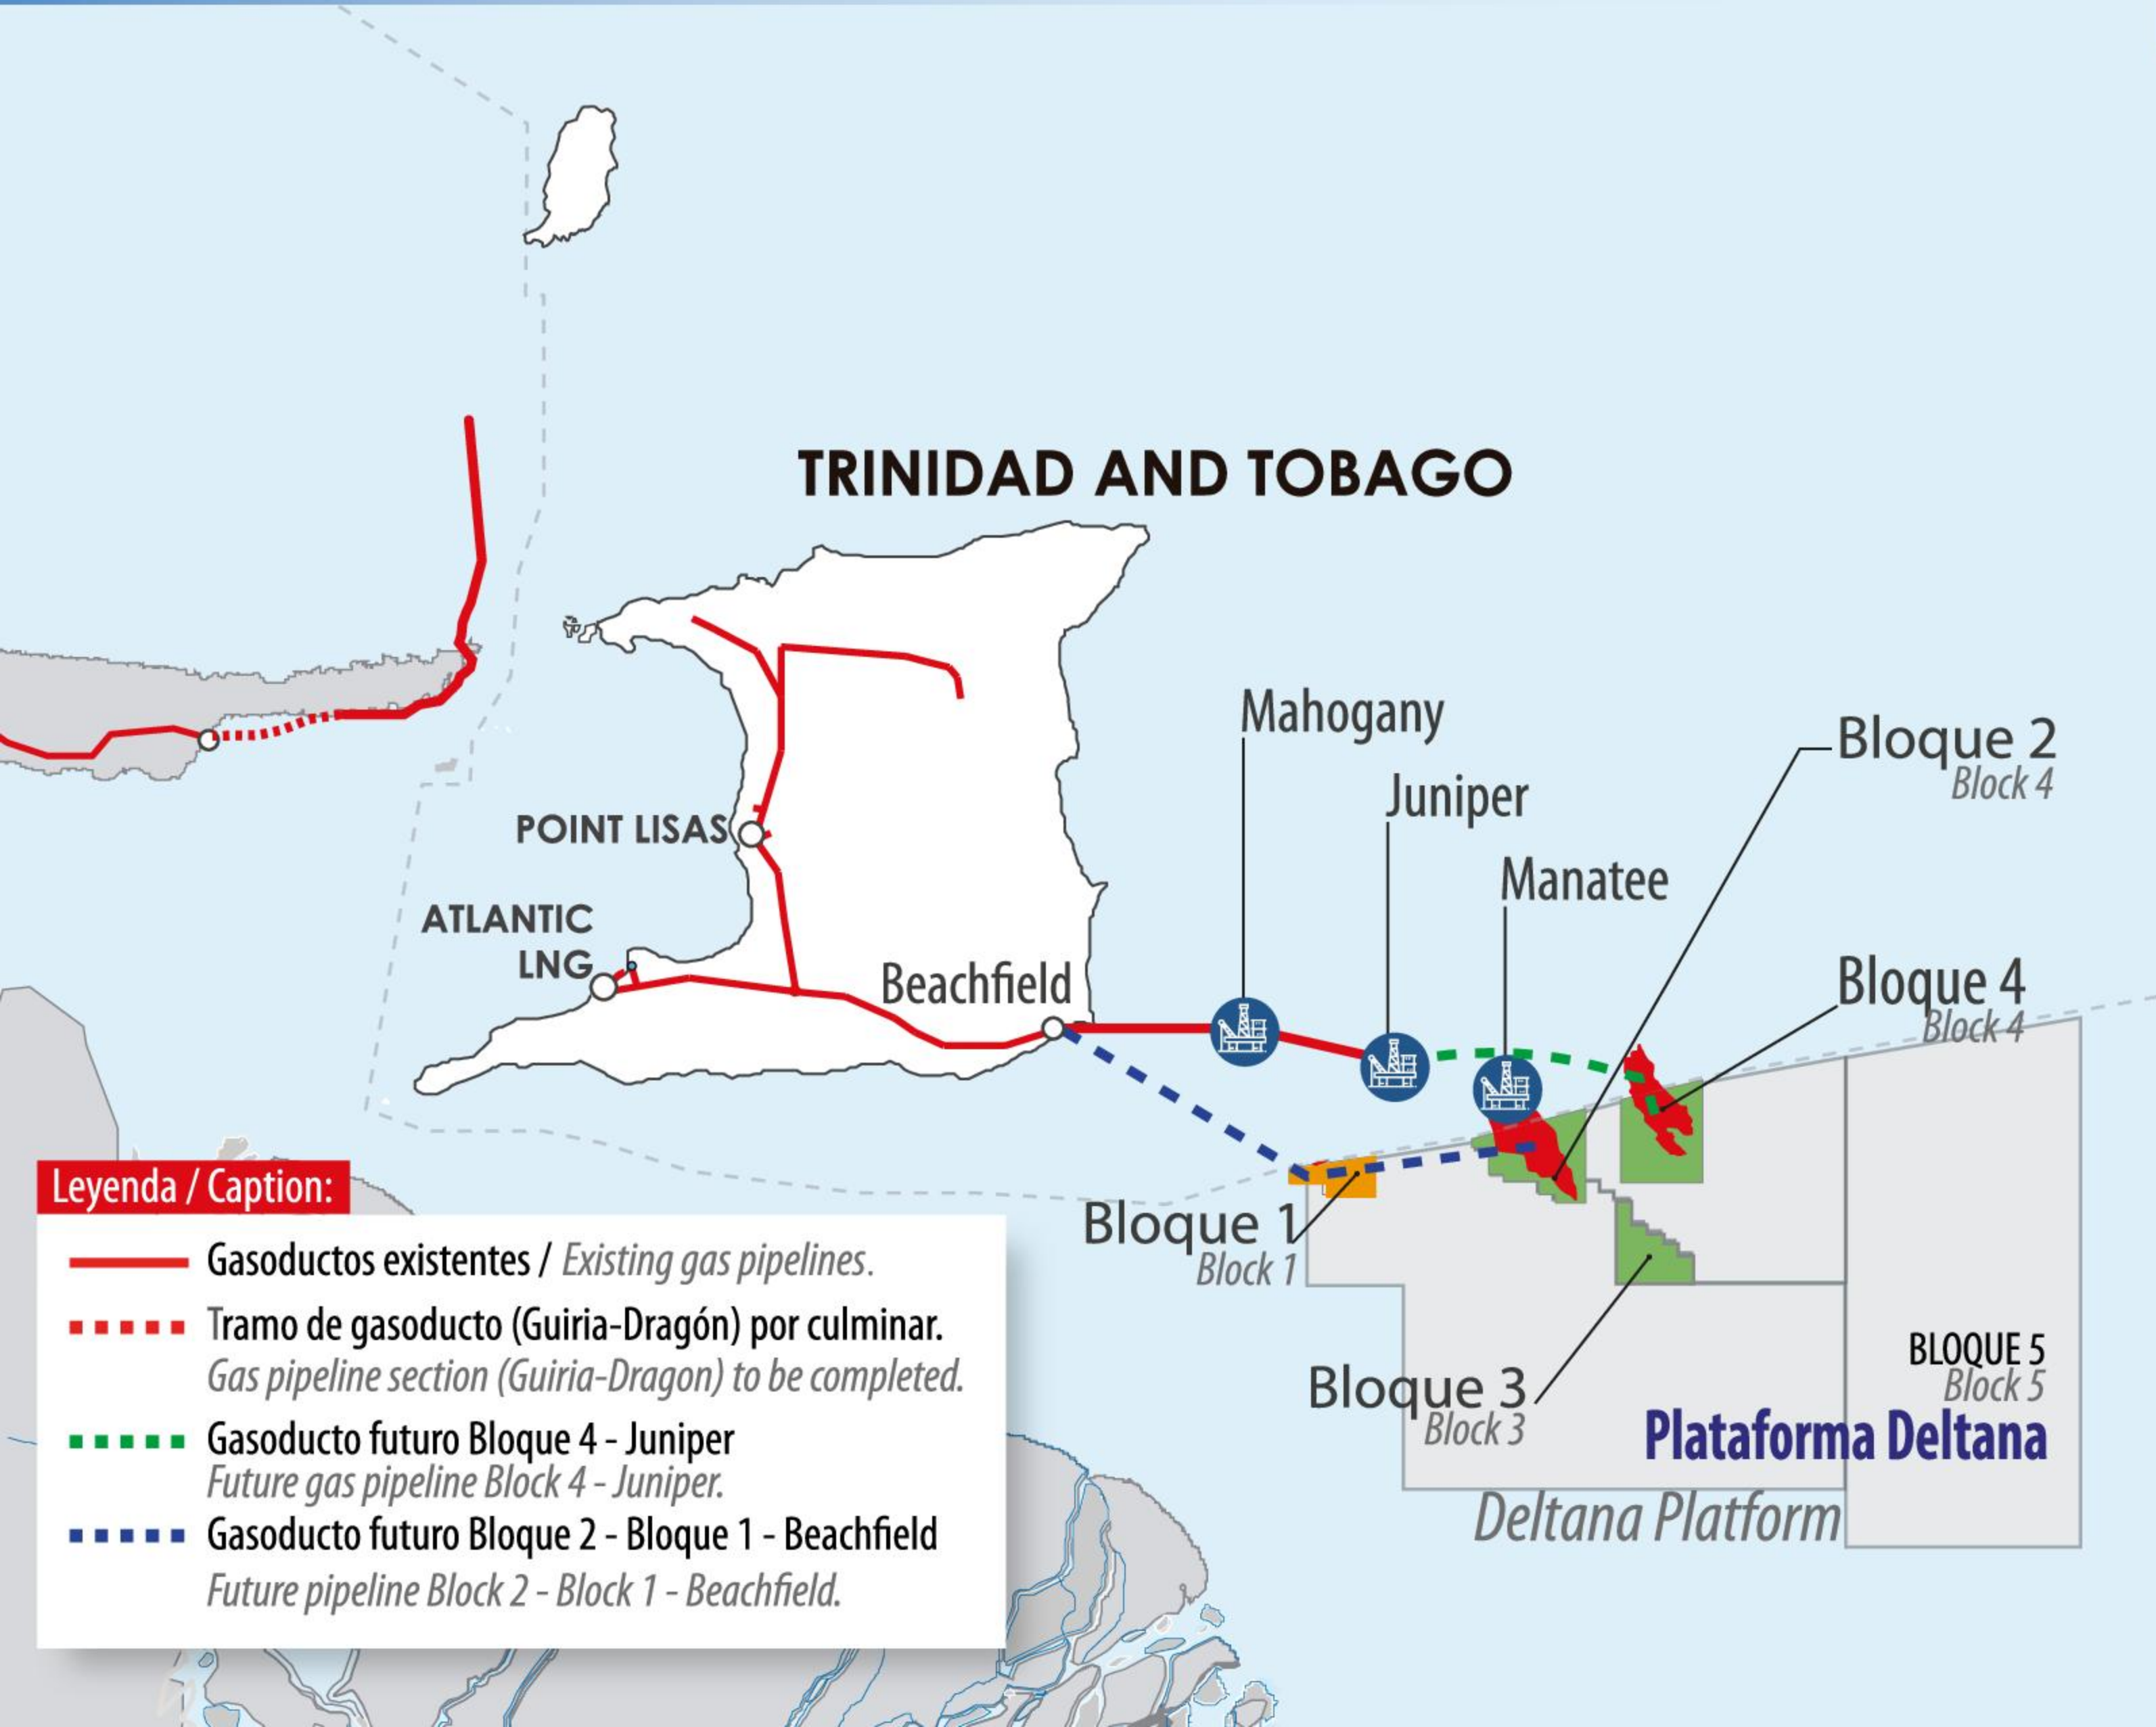 TRINIDAD AND TOBAGO
Mahogany
Bloque 2
Block 4
Juniper
POINT LISAS
Manatee
ATLANTIC
LNG
Beachfield
Bloque 4
Block 4
Leyenda / Caption:
Bloque 1
Block 1
Gasoductos existentes / Existing gas pipelines.
Tramo de gasoducto (Guiria-Dragón) por culminar.
Gas pipeline section (Guiria-Dragon) to be completed.
Gasoducto futuro Bloque 4 - Juniper
Future gas pipeline Block 4 - Juniper.
Gasoducto futuro Bloque 2 - Bloque 1 - Beachfield
Future pipeline Block 2 - Block 1 - Beachfield.
Bloque 3
Block 3
BLOQUE 5
Block 5
Plataforma Deltana
Deltana Platform